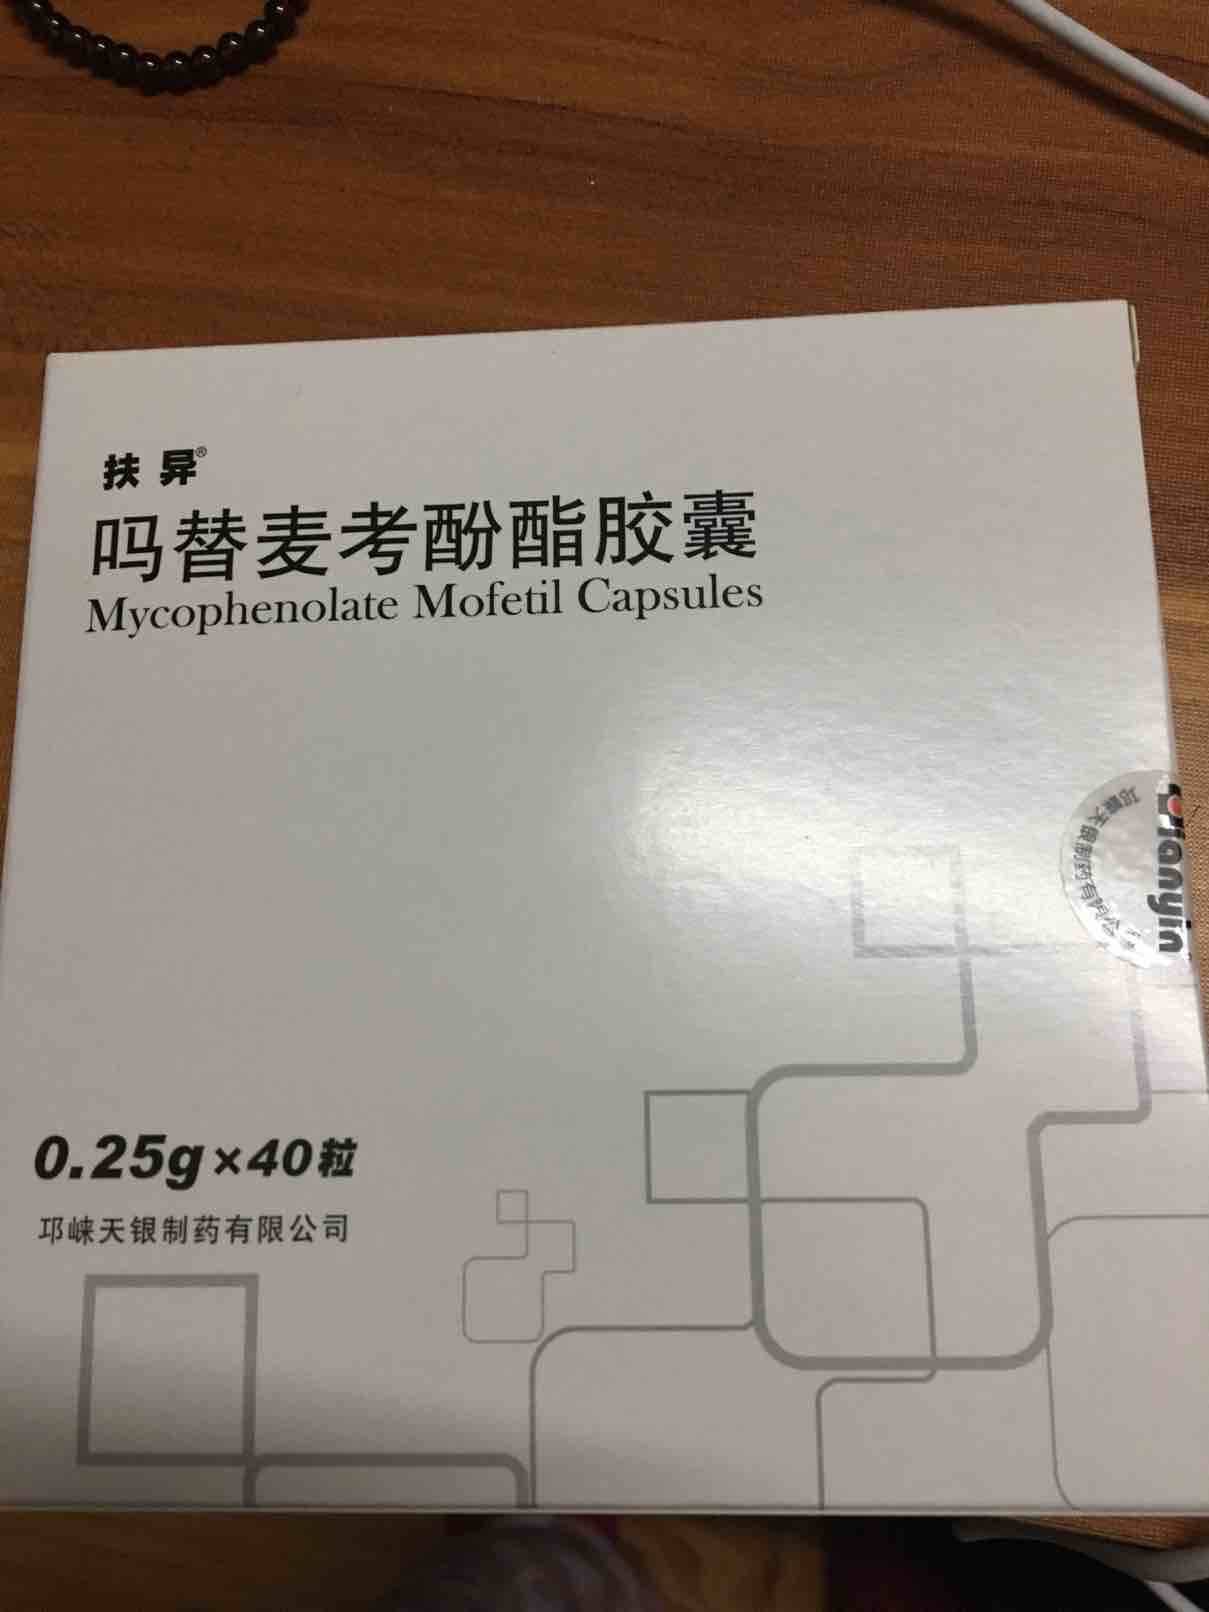 扶异®
吗替麦考酚酯胶囊
Mycophenolate Mofetil Capsules
Tianyin
0.25g×40粒
邛崃天银制药有限公司